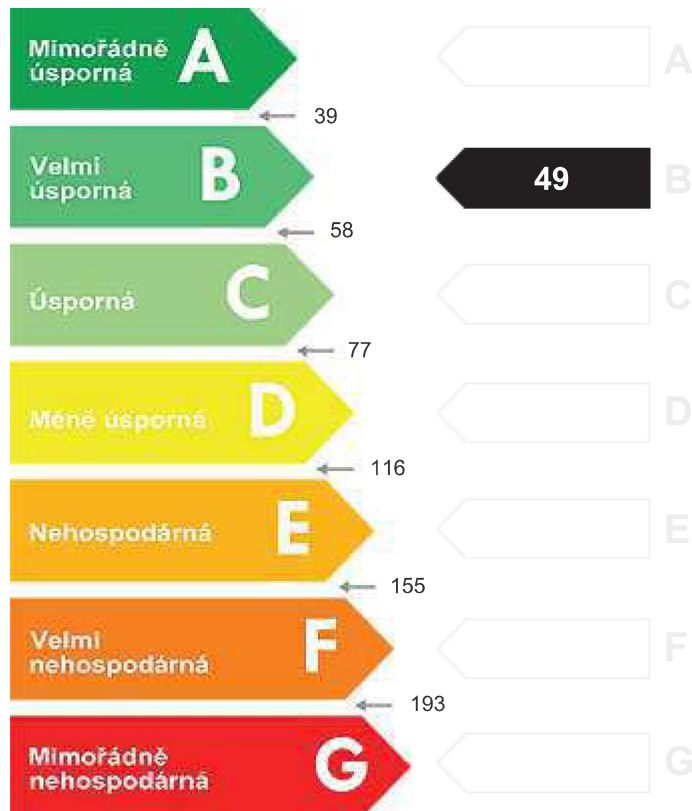 Mimořádně
úsporná
A
A
39
Velmi
úsporná
B
49
B
58
Úsporná
C
C
77
Méně úsporná
D
D
116
Nehospodárná
E
E
155
Velmi
nehospodárná
F
F
193
Mimořádně
nehospodárná
G
G